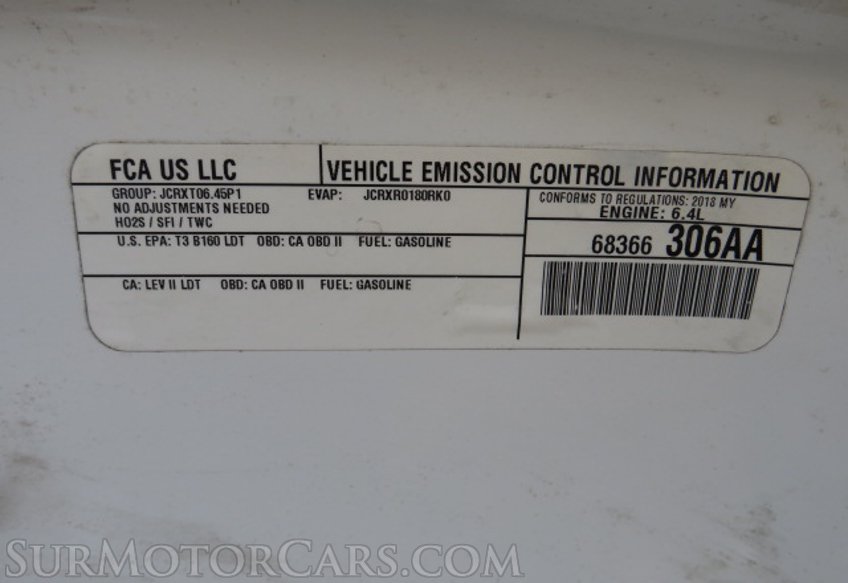 FCA US LLC
VEHICLE EMISSION CONTROL INFORMATION
GROUP: JCRXT06.45P1 EVAP: JCRXR0180RK0
NO ADJUSTMENTS NEEDED
HO2S / SFI / TWC
U.S. EPA: T3 B160 LDT OBD: CA OBD II FUEL: GASOLINE
CA: LEV II LDT OBD: CA OBD II FUEL: GASOLINE
CONFORMS TO REGULATIONS: 2018 MY
ENGINE: 6.4L
68366 306AA
SURMOTORCARS.COM